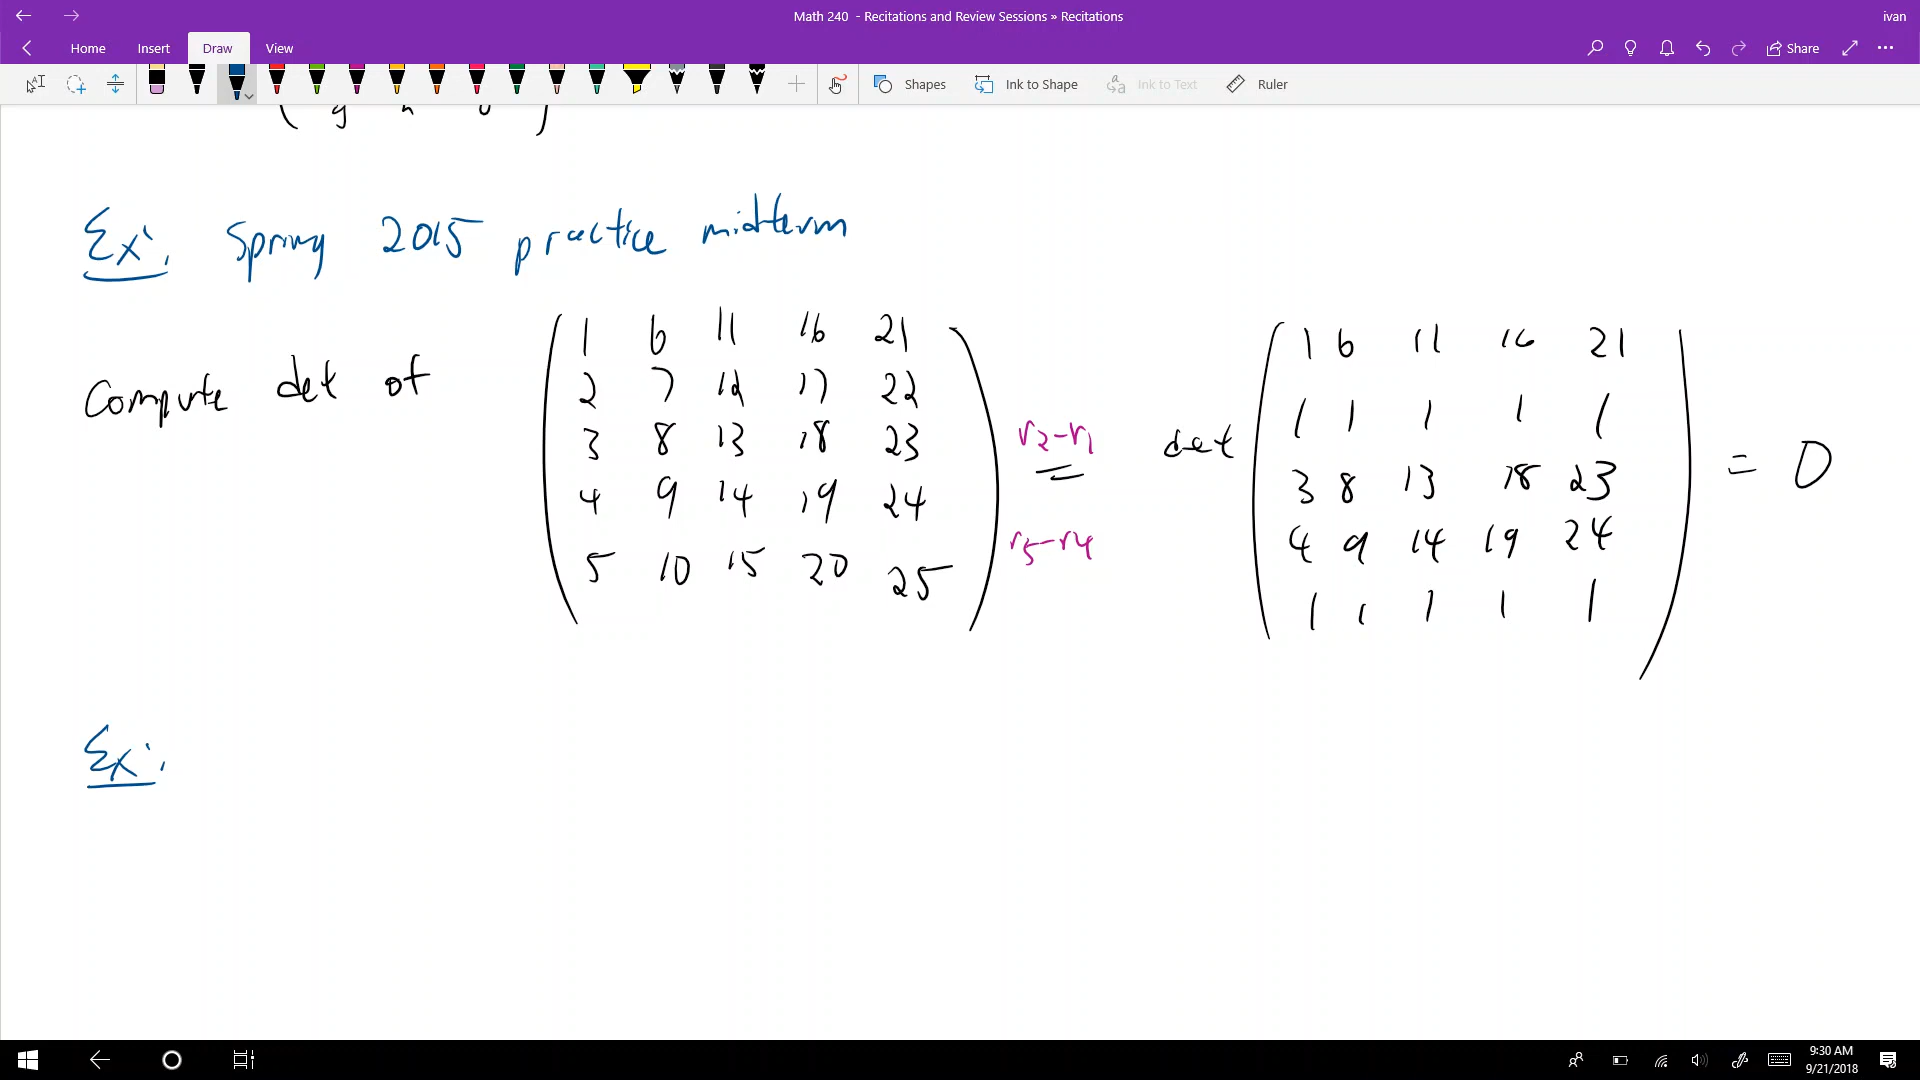 Math 240 - Recitations and Review Sessions » Recitations
ivan
Home Insert Draw View
Share
Shapes Ink to Shape Ink to Text Ruler
Ex: Spring 2015 practice midterm
Compute det of
1 6 11 16 21
2 7 12 17 22
3 8 13 18 23
4 9 14 19 24
5 10 15 20 25
r2-r1
=
r5-r4
det
1 6 11 16 21
1 1 1 1 1
3 8 13 18 23
4 9 14 19 24
1 1 1 1 1
= 0
Ex:
9:30 AM
9/21/2018